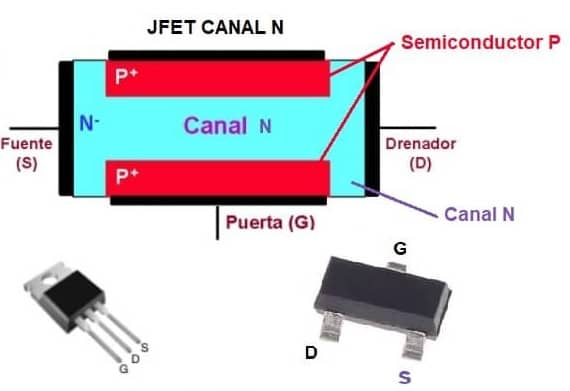 JFET CANAL N
Semiconductor P
P+
N-
Canal N
Fuente
(S)
Drenador
(D)
P+
Canal N
Puerta (G)
G
S
D
G
D
S